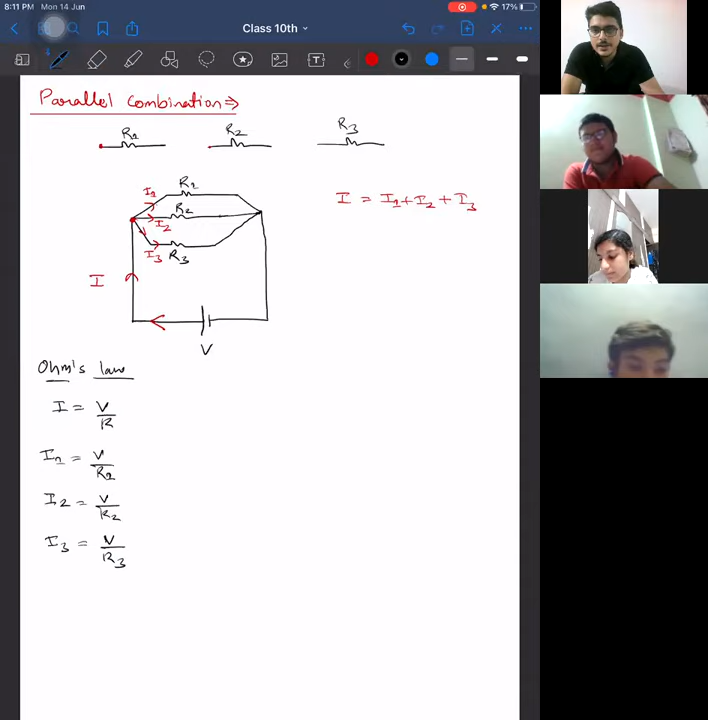 8:11 PM Mon 14 Jun
17%
Class 10th
Parallel Combination ⇒
R1 R2 R3
I1 R1
R2
I2
I3 R3
I = I1 + I2 + I3
I
V
Ohm's law
I = V/R
I1 = V/R1
I2 = V/R2
I3 = V/R3